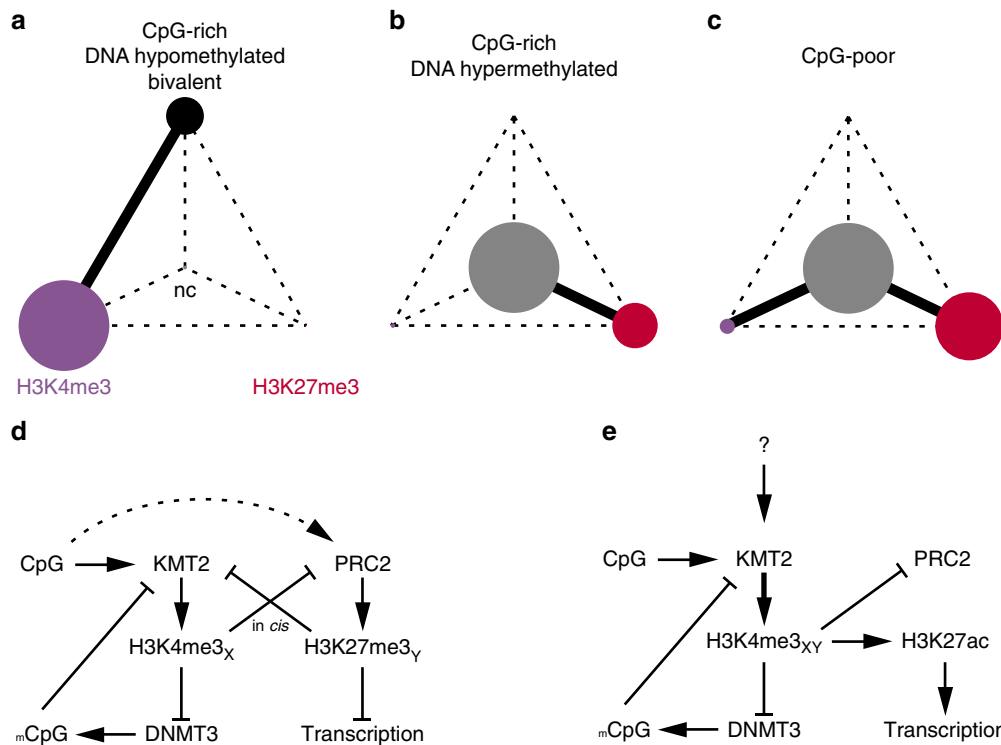 a
CpG-rich
DNA hypomethylated
bivalent
nc
H3K4me3
H3K27me3
b
CpG-rich
DNA hypermethylated
c
CpG-poor
d
CpG
KMT2
PRC2
in cis
H3K4me3X
H3K27me3Y
mCpG
DNMT3
Transcription
e
?
CpG
KMT2
PRC2
H3K4me3XY
H3K27ac
mCpG
DNMT3
Transcription